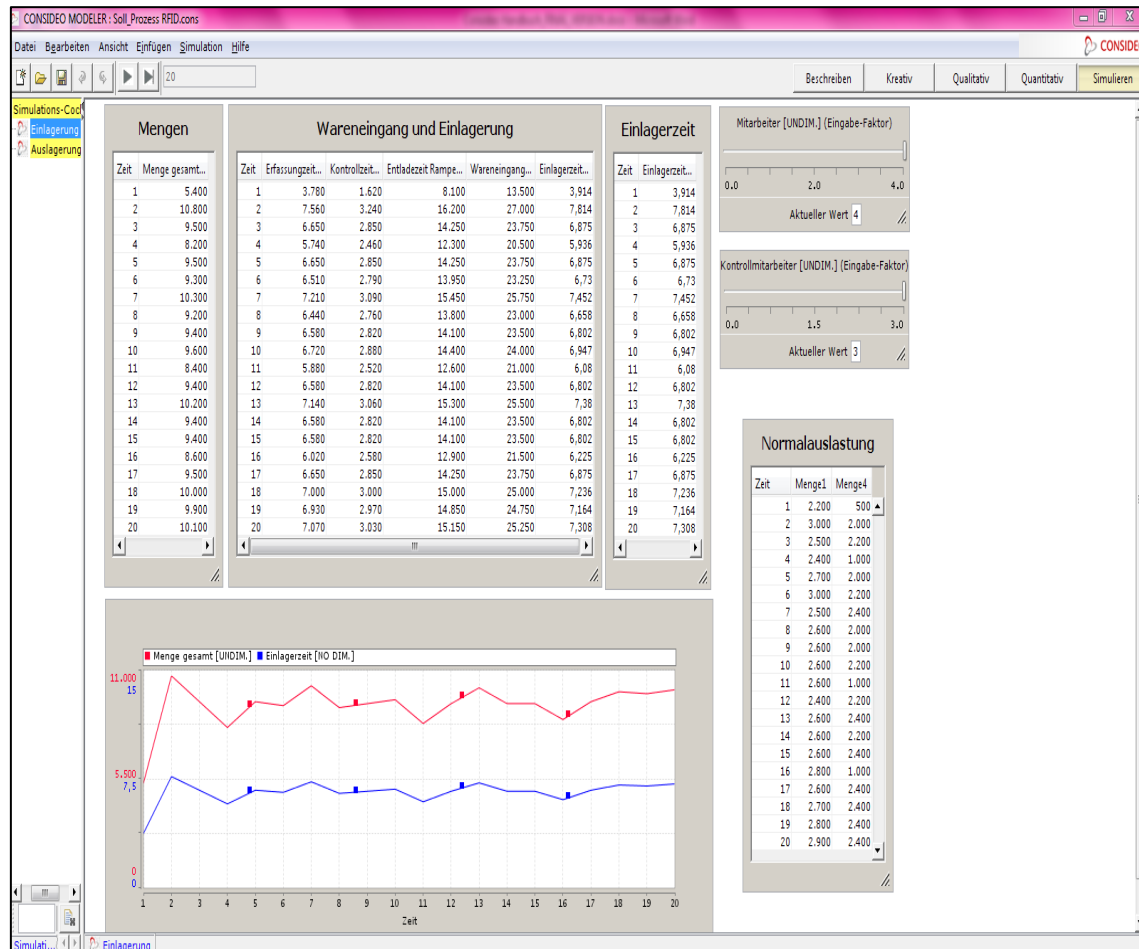 CONSIDEO MODELER : Soll_Prozess RFID.cons
Datei Bearbeiten Ansicht Einfügen Simulation Hilfe
CONSIDE
20
Beschreiben Kreativ Qualitativ Quantitativ Simulieren
Simulations-Coc
Einlagerung
Auslagerung
Mengen
Zeit Menge gesamt...
1 5.400
2 10.800
3 9.500
4 8.200
5 9.500
6 9.300
7 10.300
8 9.200
9 9.400
10 9.600
11 8.400
12 9.400
13 10.200
14 9.400
15 9.400
16 8.600
17 9.500
18 10.000
19 9.900
20 10.100
Wareneingang und Einlagerung
Zeit Erfassungzeit... Kontrollzeit... Entladezeit Rampe... Wareneingang... Einlagerzeit...
1 3.780 1.620 8.100 13.500 3,914
2 7.560 3.240 16.200 27.000 7,814
3 6.650 2.850 14.250 23.750 6,875
4 5.740 2.460 12.300 20.500 5,936
5 6.650 2.850 14.250 23.750 6,875
6 6.510 2.790 13.950 23.250 6,73
7 7.210 3.090 15.450 25.750 7,452
8 6.440 2.760 13.800 23.000 6,658
9 6.580 2.820 14.100 23.500 6,802
10 6.720 2.880 14.400 24.000 6,947
11 5.880 2.520 12.600 21.000 6,08
12 6.580 2.820 14.100 23.500 6,802
13 7.140 3.060 15.300 25.500 7,38
14 6.580 2.820 14.100 23.500 6,802
15 6.580 2.820 14.100 23.500 6,802
16 6.020 2.580 12.900 21.500 6,225
17 6.650 2.850 14.250 23.750 6,875
18 7.000 3.000 15.000 25.000 7,236
19 6.930 2.970 14.850 24.750 7,164
20 7.070 3.030 15.150 25.250 7,308
Einlagerzeit
Zeit Einlagerzeit...
1 3,914
2 7,814
3 6,875
4 5,936
5 6,875
6 6,73
7 7,452
8 6,658
9 6,802
10 6,947
11 6,08
12 6,802
13 7,38
14 6,802
15 6,802
16 6,225
17 6,875
18 7,236
19 7,164
20 7,308
Mitarbeiter [UNDIM.] (Eingabe-Faktor)
0.0 2.0 4.0
Aktueller Wert 4
Kontrollmitarbeiter [UNDIM.] (Eingabe-Faktor)
0.0 1.5 3.0
Aktueller Wert 3
Normalauslastung
Zeit Menge1 Menge4
1 2.200 500
2 3.000 2.000
3 2.500 2.200
4 2.400 1.000
5 2.700 2.000
6 3.000 2.200
7 2.500 2.400
8 2.600 2.000
9 2.600 2.000
10 2.600 2.200
11 2.600 1.000
12 2.400 2.200
13 2.600 2.400
14 2.600 2.200
15 2.600 2.400
16 2.800 1.000
17 2.600 2.400
18 2.700 2.400
19 2.800 2.400
20 2.900 2.400
Menge gesamt [UNDIM.] Einlagerzeit [NO DIM.]
11.000
15
5.500
7,5
0
0
1 2 3 4 5 6 7 8 9 10 11 12 13 14 15 16 17 18 19 20
Zeit
Simulati... Einlagerung